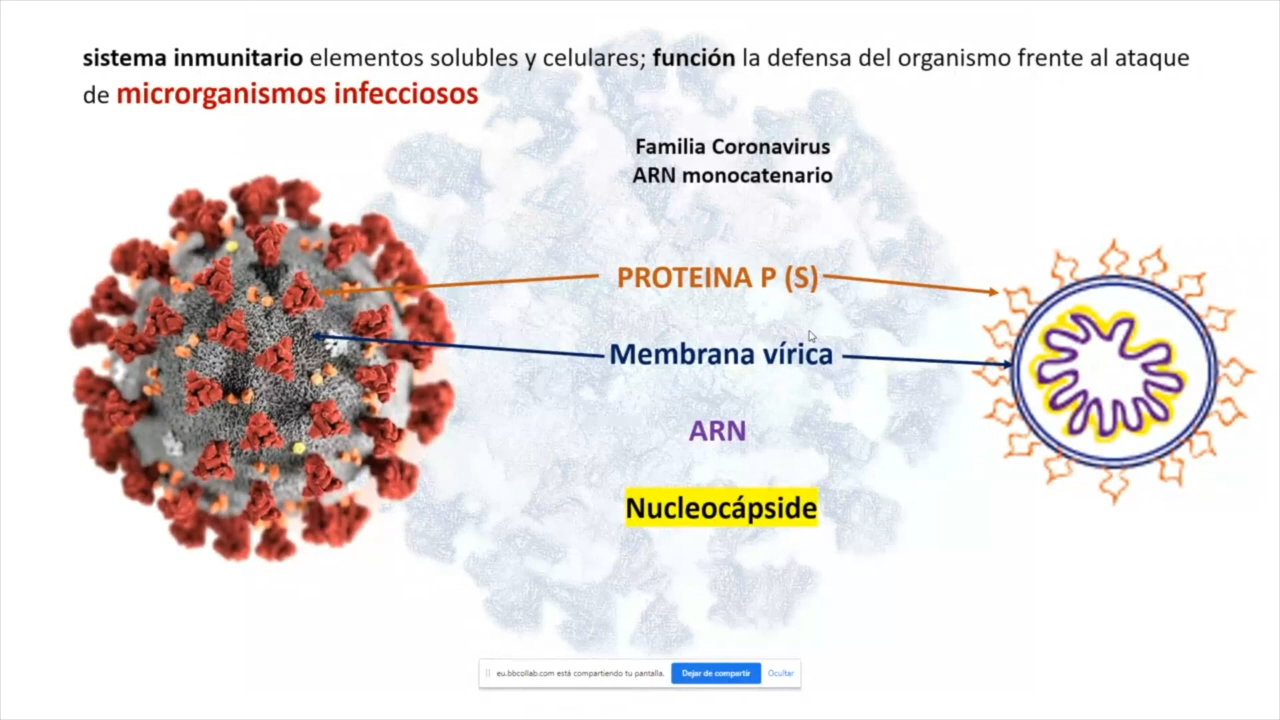 sistema inmunitario elementos solubles y celulares; función la defensa del organismo frente al ataque
de microrganismos infecciosos
Familia Coronavirus
ARN monocatenario
PROTEINA P (S)
Membrana vírica
ARN
Nucleocápside
eu.bbcollab.com está compartiendo tu pantalla. Dejar de compartir Ocultar